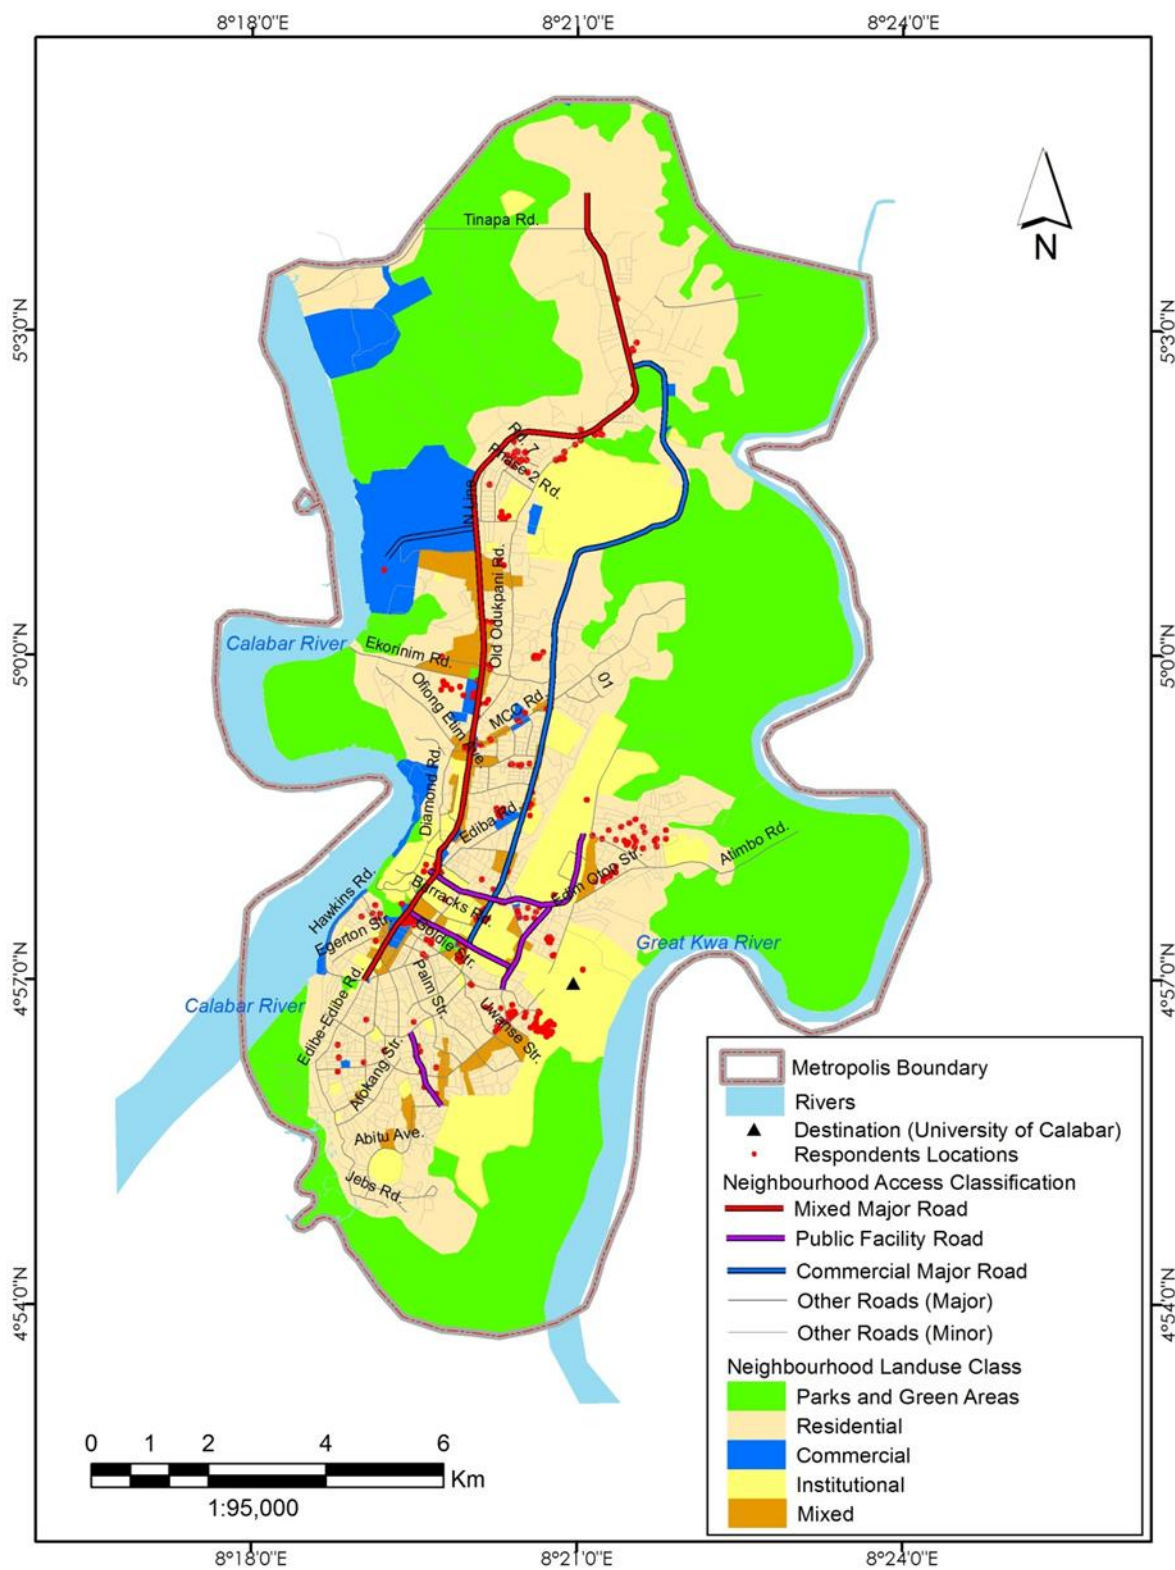 8°18'0"E
8°21'0"E
8°24'0"E
N
Tinapa Rd.
5°3'0"N
5°3'0"N
Rd. 7
Phase 2 Rd.
N Line
Old Odukpani Rd.
Calabar River
Ekorinim Rd.
5°0'0"N
5°0'0"N
01
Ofiong Etim Ave.
MCC Rd.
Diamond Rd.
Ediba Rd.
Atimbo Rd.
Edim Otop Str.
Hawkins Rd.
Barracks Rd.
Egerton Str.
Goldie Str.
Great Kwa River
4°57'0"N
4°57'0"N
Palm Str
Calabar River
Edibe-Edibe Rd.
Uwanse Str.
Afokang Str.
Abitu Ave.
Jebs Rd.
Metropolis Boundary
Rivers
Destination (University of Calabar)
Respondents Locations
Neighbourhood Access Classification
Mixed Major Road
Public Facility Road
Commercial Major Road
Other Roads (Major)
Other Roads (Minor)
Neighbourhood Landuse Class
Parks and Green Areas
Residential
Commercial
Institutional
Mixed
4°54'0"N
4°54'0"N
0 1 2 4 6
Km
1:95,000
8°18'0"E
8°21'0"E
8°24'0"E